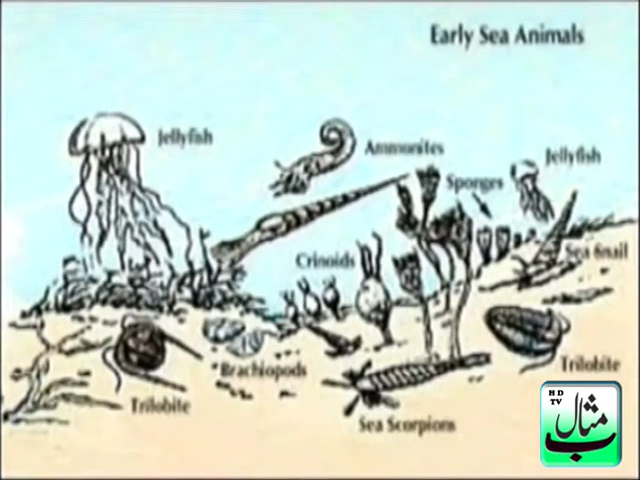 Early Sea Animals
Jellyfish
Ammonites
Jellyfish
Sponges
Crinoids
Sea Snail
Brachiopods
Trilobite
Trilobite
Sea Scorpions
HD
TV
مثال
ب